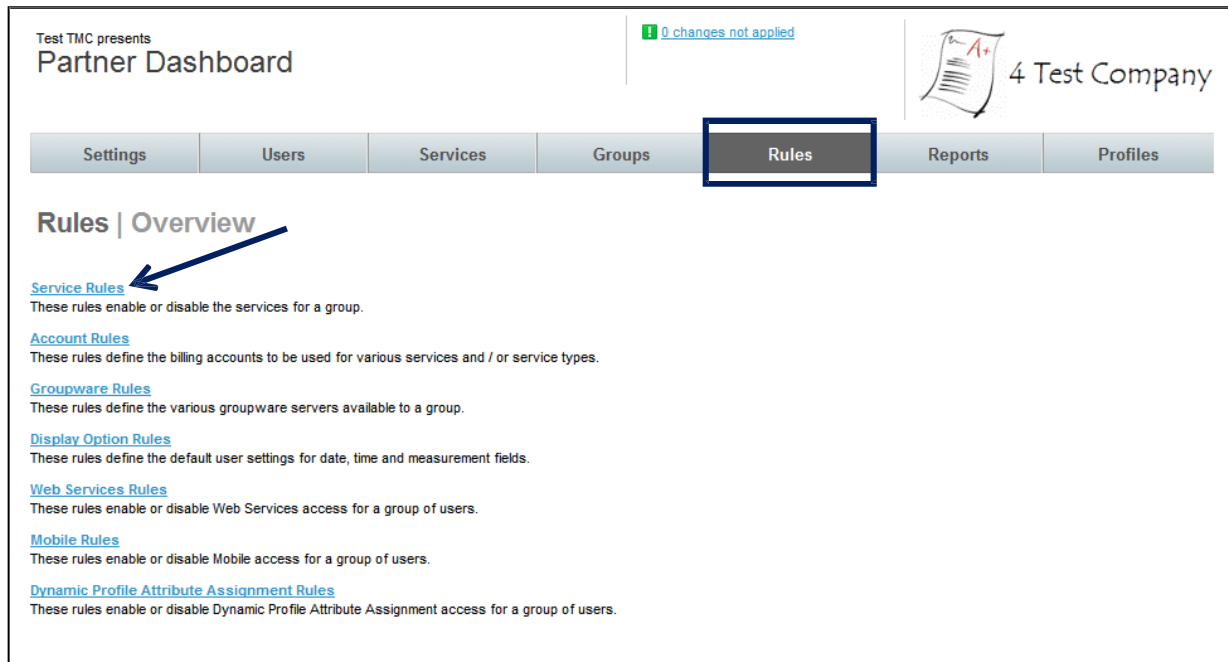 Test TMC presents
Partner Dashboard
0 changes not applied
A+
4 Test Company
Settings Users Services Groups Rules Reports Profiles
Rules | Overview
Service Rules
These rules enable or disable the services for a group.
Account Rules
These rules define the billing accounts to be used for various services and / or service types.
Groupware Rules
These rules define the various groupware servers available to a group.
Display Option Rules
These rules define the default user settings for date, time and measurement fields.
Web Services Rules
These rules enable or disable Web Services access for a group of users.
Mobile Rules
These rules enable or disable Mobile access for a group of users.
Dynamic Profile Attribute Assignment Rules
These rules enable or disable Dynamic Profile Attribute Assignment access for a group of users.